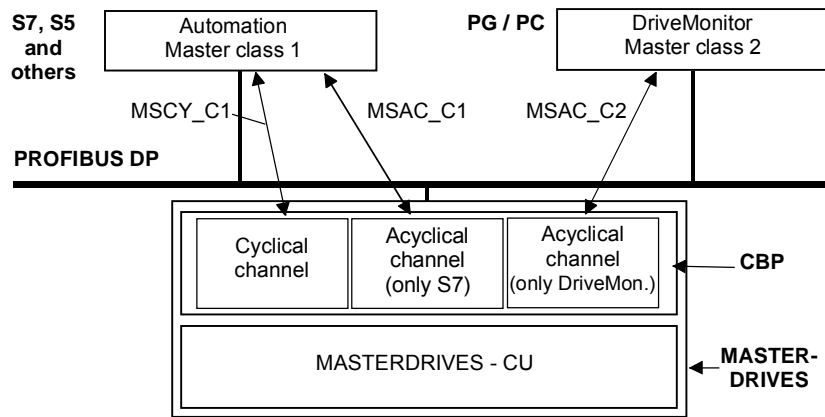 S7, S5
and
others
Automation
Master class 1
PG / PC
DriveMonitor
Master class 2
MSCY_C1
MSAC_C1
MSAC_C2
PROFIBUS DP
Cyclical
channel
Acyclical
channel
(only S7)
Acyclical
channel
(only DriveMon.)
CBP
MASTERDRIVES - CU
MASTER-
DRIVES